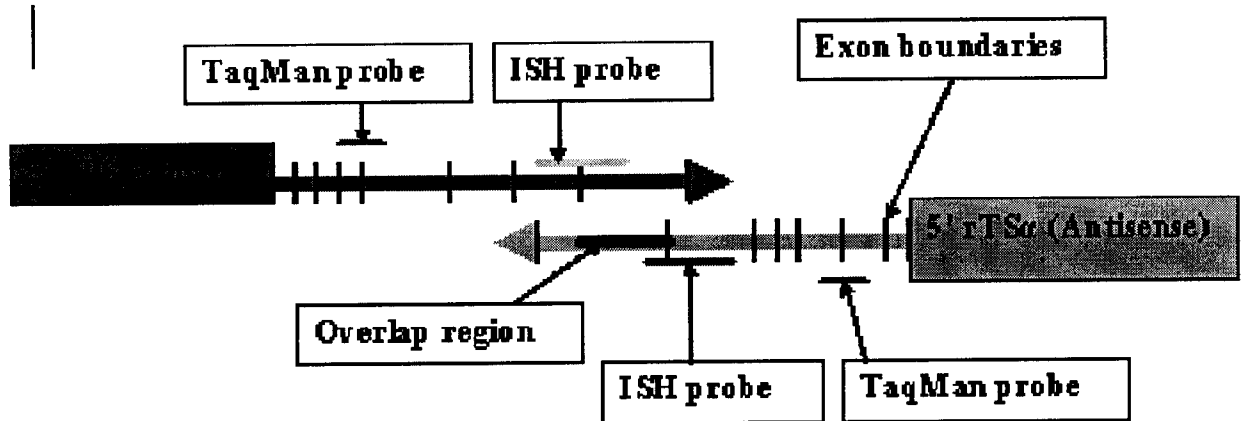 Exon boundaries
TaqMan probe
ISH probe
5' rTSα (Antisense)
Overlap region
ISH probe
TaqMan probe